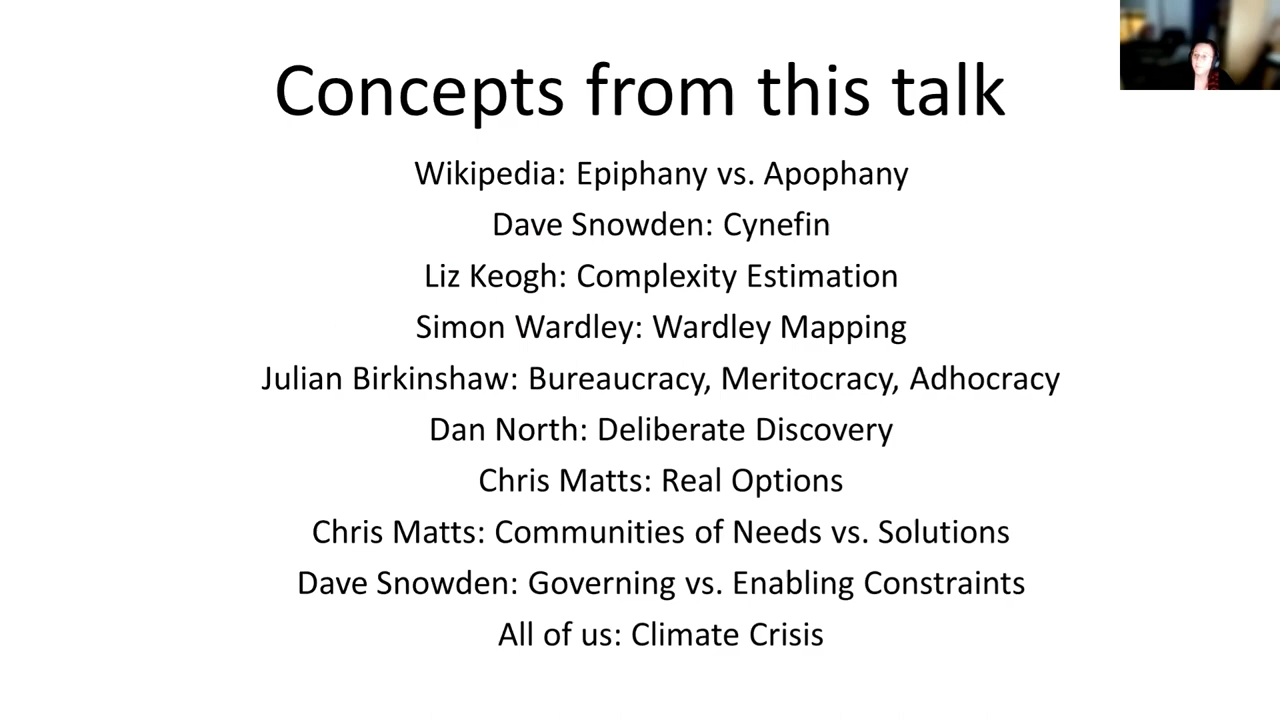 Concepts from this talk
Wikipedia: Epiphany vs. Apophany
Dave Snowden: Cynefin
Liz Keogh: Complexity Estimation
Simon Wardley: Wardley Mapping
Julian Birkinshaw: Bureaucracy, Meritocracy, Adhocracy
Dan North: Deliberate Discovery
Chris Matts: Real Options
Chris Matts: Communities of Needs vs. Solutions
Dave Snowden: Governing vs. Enabling Constraints
All of us: Climate Crisis